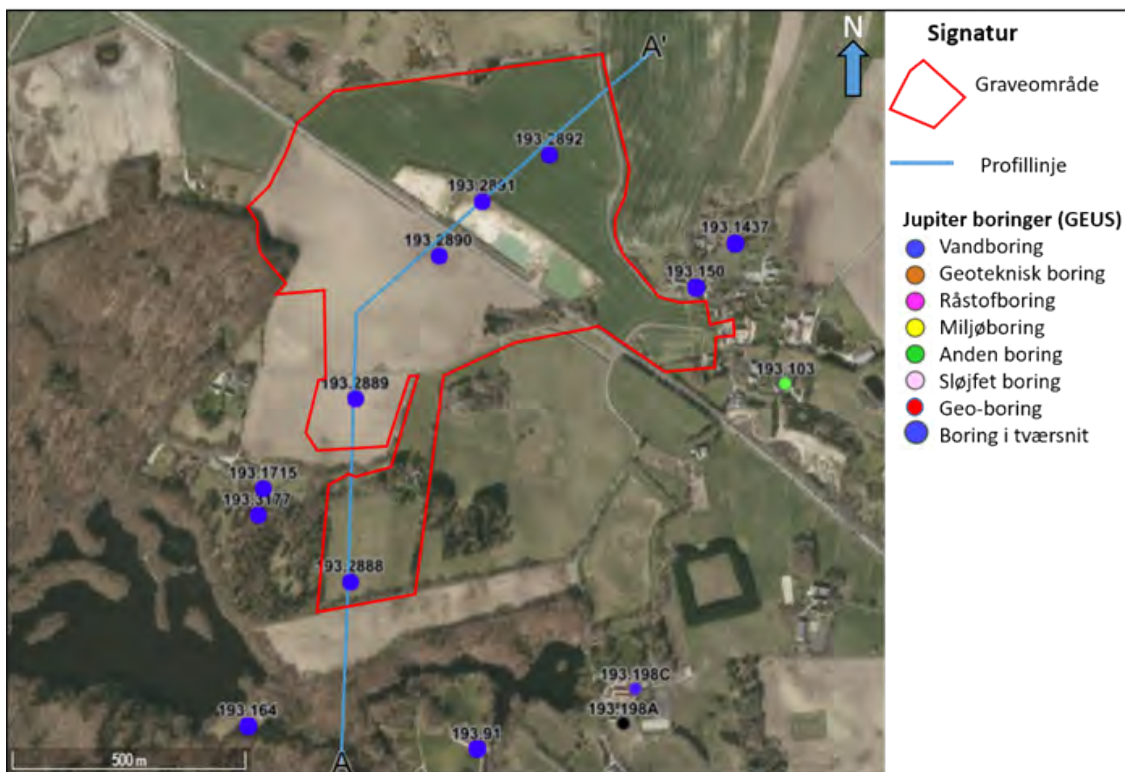 A'
N
193.2892
193.2891
193.1437
193.2890
193.150
193.103
193.2889
193.1715
193.3177
193.2888
193.198C
193.164
193.198A
193.91
A
500 m
Signatur
Graveområde
Profillinje
Jupiter boringer (GEUS)
Vandboring
Geoteknisk boring
Råstofboring
Miljøboring
Anden boring
Sløjfet boring
Geo-boring
Boring i tværsnit